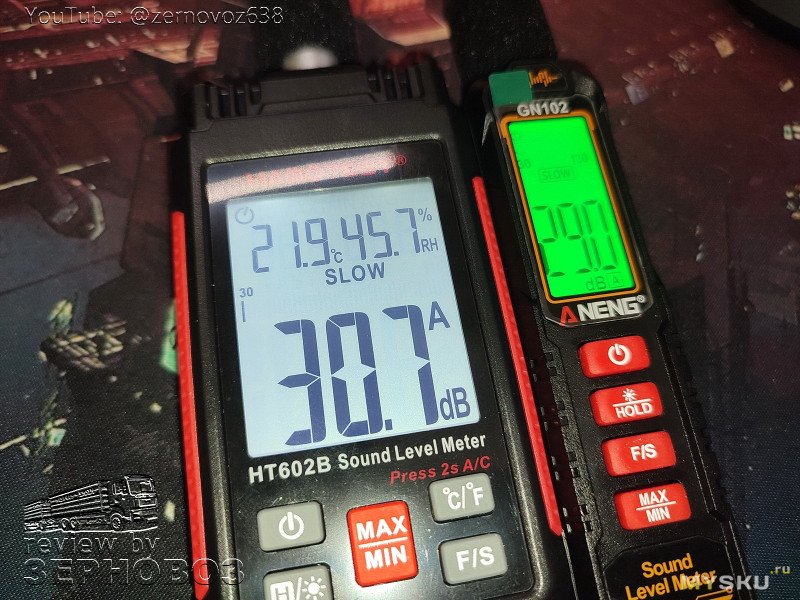 YouTube: @zernovoz638
GN102
130
SLOW
dB A
ANENG®
HOLD
F/S
MAX
MIN
Sound
Level Meter
21.9 °C 45.7 % RH
SLOW
30
30.7 A dB
HT602B Sound Level Meter
Press 2s A/C
MAX
MIN
°C/°F
F/S
H/
review by
ЗЕРНОВОЗ
MYSKU.ru